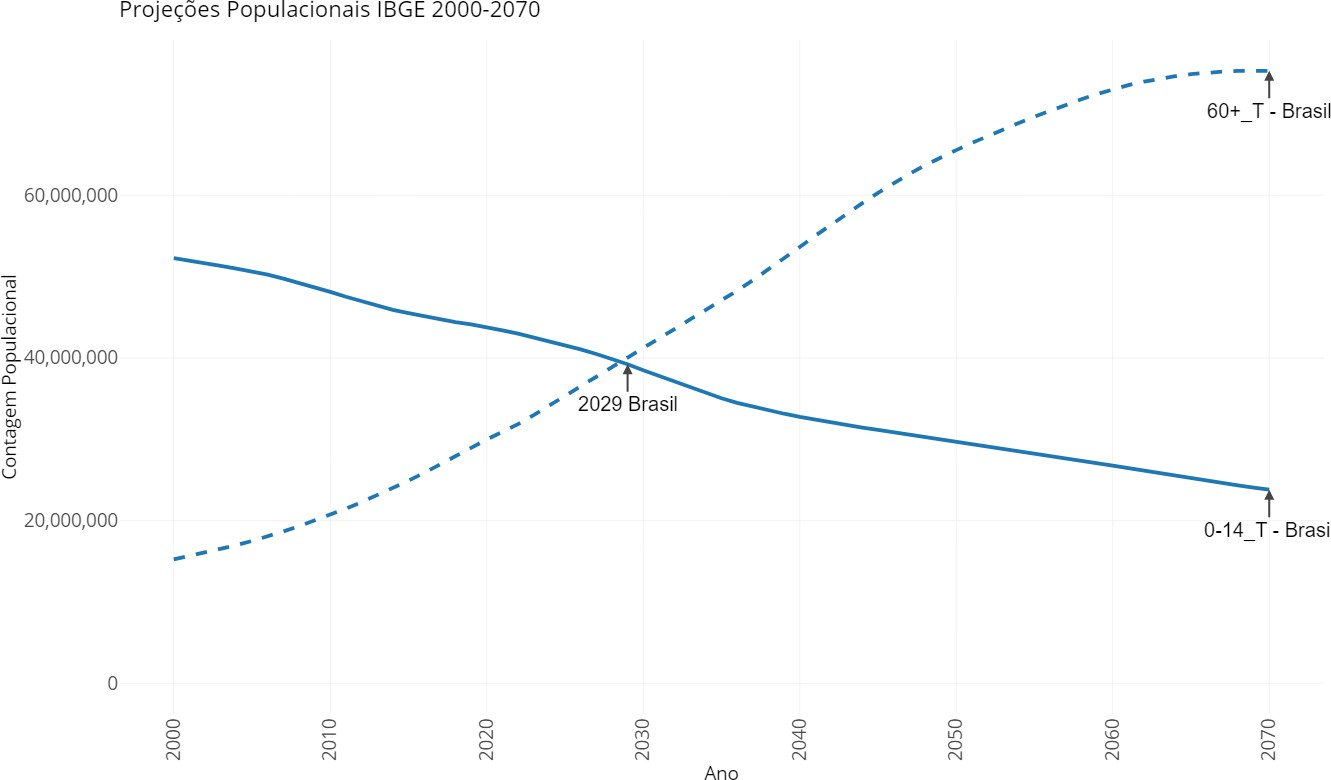 Projeções Populacionais IBGE 2000-2070
Contagem Populacional
60,000,000
40,000,000
20,000,000
0
60+_T - Brasil
2029 Brasil
0-14_T - Brasi
2000
2010
2020
2030
2040
2050
2060
2070
Ano